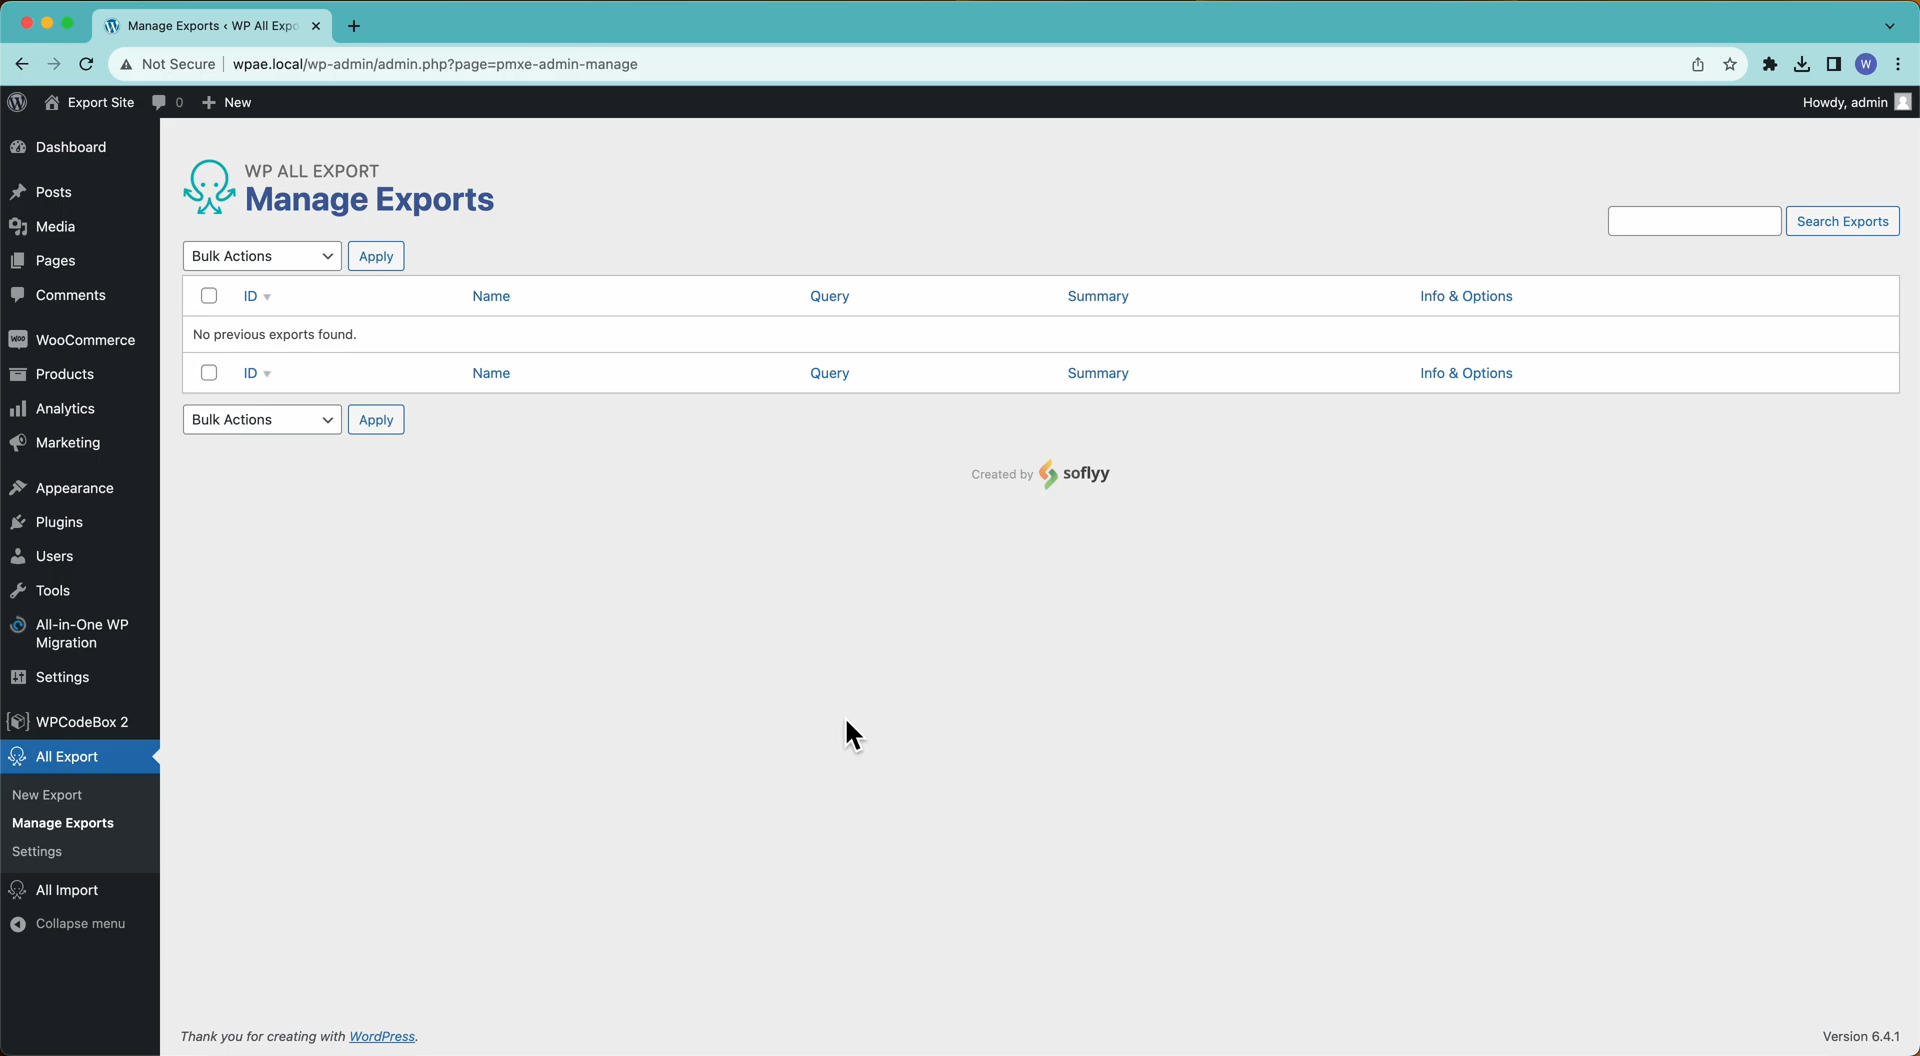 Manage Exports ‹ WP All Expo
Not Secure
wpae.local/wp-admin/admin.php?page=pmxe-admin-manage
W
Export Site
0
New
Howdy, admin
Dashboard
Posts
Media
Pages
Comments
WooCommerce
Products
Analytics
Marketing
Appearance
Plugins
Users
Tools
All-in-One WP
Migration
Settings
WPCodeBox 2
All Export
New Export
Manage Exports
Settings
All Import
Collapse menu
WP ALL EXPORT
Manage Exports
Search Exports
Bulk Actions Apply
ID Name Query Summary Info & Options
No previous exports found.
ID Name Query Summary Info & Options
Bulk Actions Apply
Created by soflyy
Thank you for creating with WordPress.
Version 6.4.1